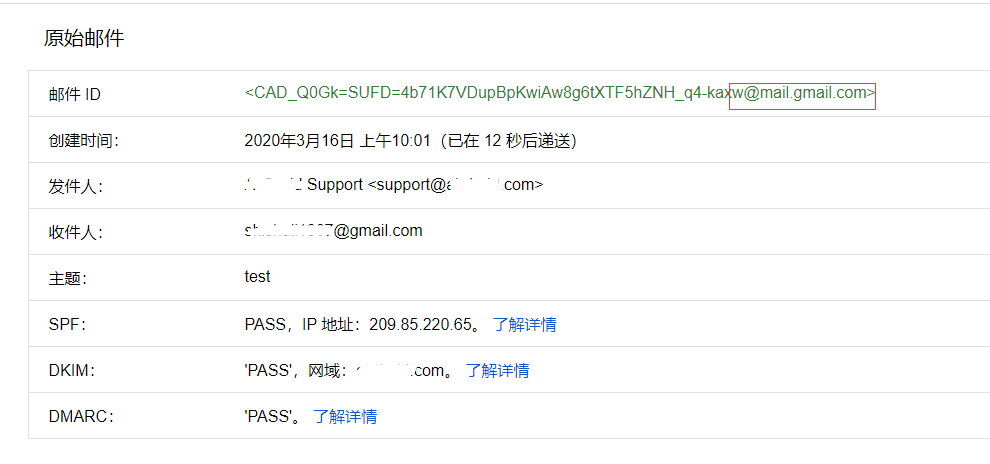 原始邮件
邮件 ID <CAD_Q0Gk=SUFD=4b71K7VDupBpKwiAw8g6tXTF5hZNH_q4-kaxw@mail.gmail.com>
创建时间: 2020年3月16日 上午10:01（已在 12 秒后递送）
发件人: Support <support@ .com>
收件人: @gmail.com
主题: test
SPF: PASS，IP 地址：209.85.220.65。 了解详情
DKIM: 'PASS'，网域： .com。 了解详情
DMARC: 'PASS'。 了解详情